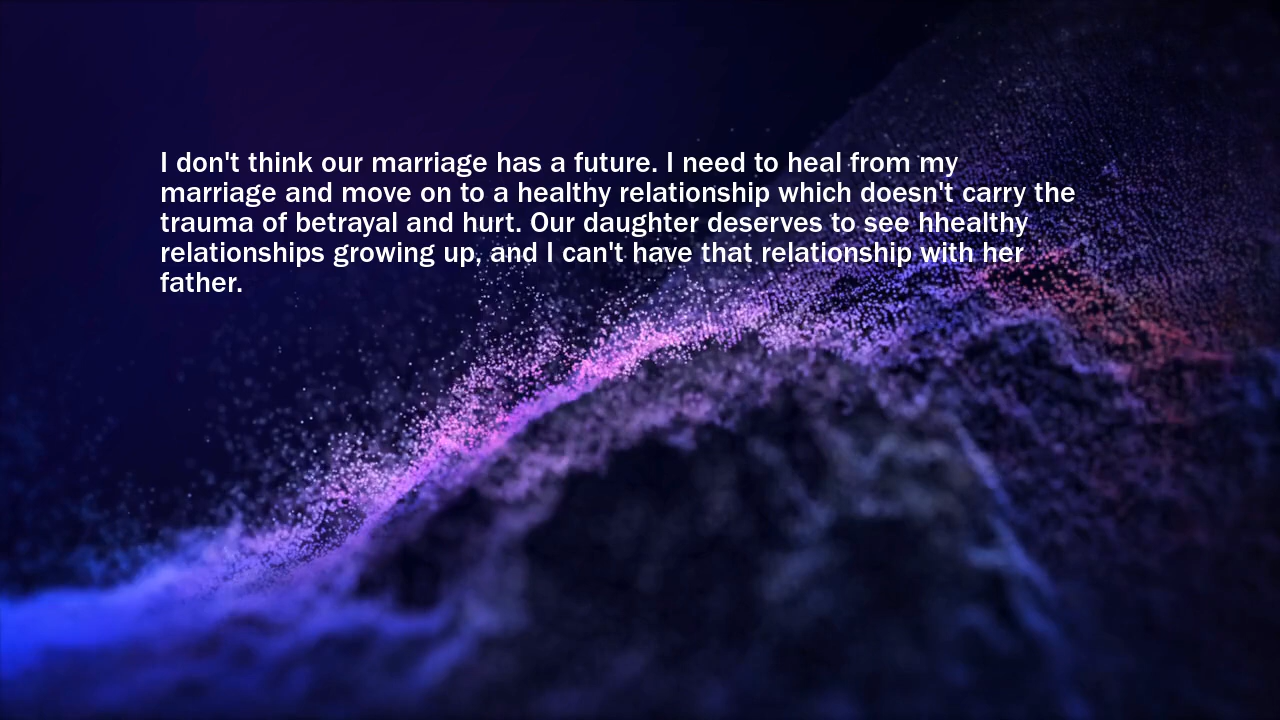 I don't think our marriage has a future. I need to heal from my
marriage and move on to a healthy relationship which doesn't carry the
trauma of betrayal and hurt. Our daughter deserves to see hhealthy
relationships growing up, and I can't have that relationship with her
father.